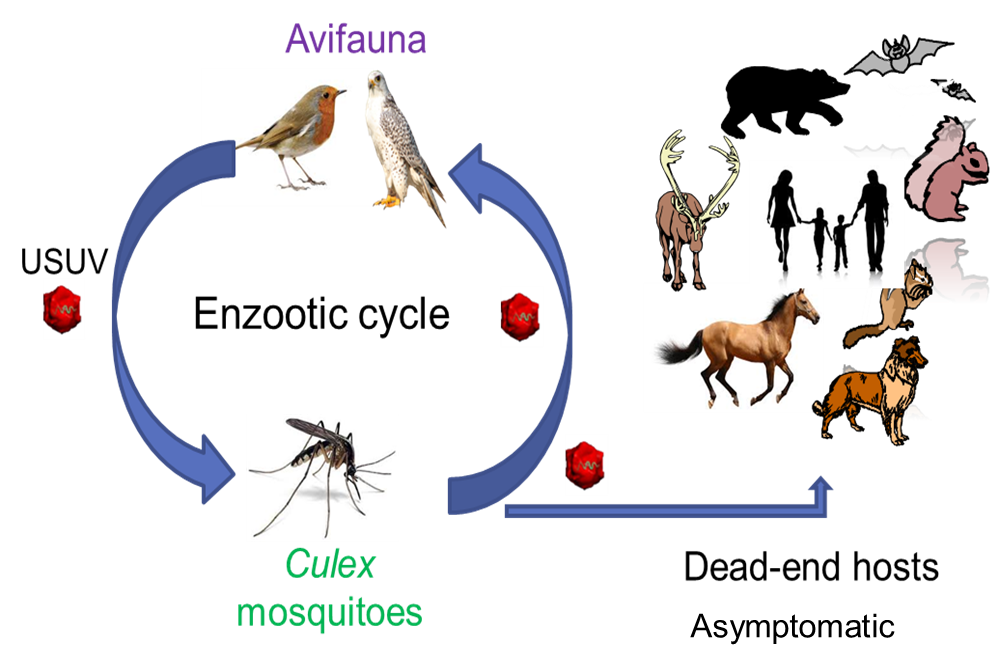 Avifauna
USUV
Enzootic cycle
Culex
mosquitoes
Dead-end hosts
Asymptomatic